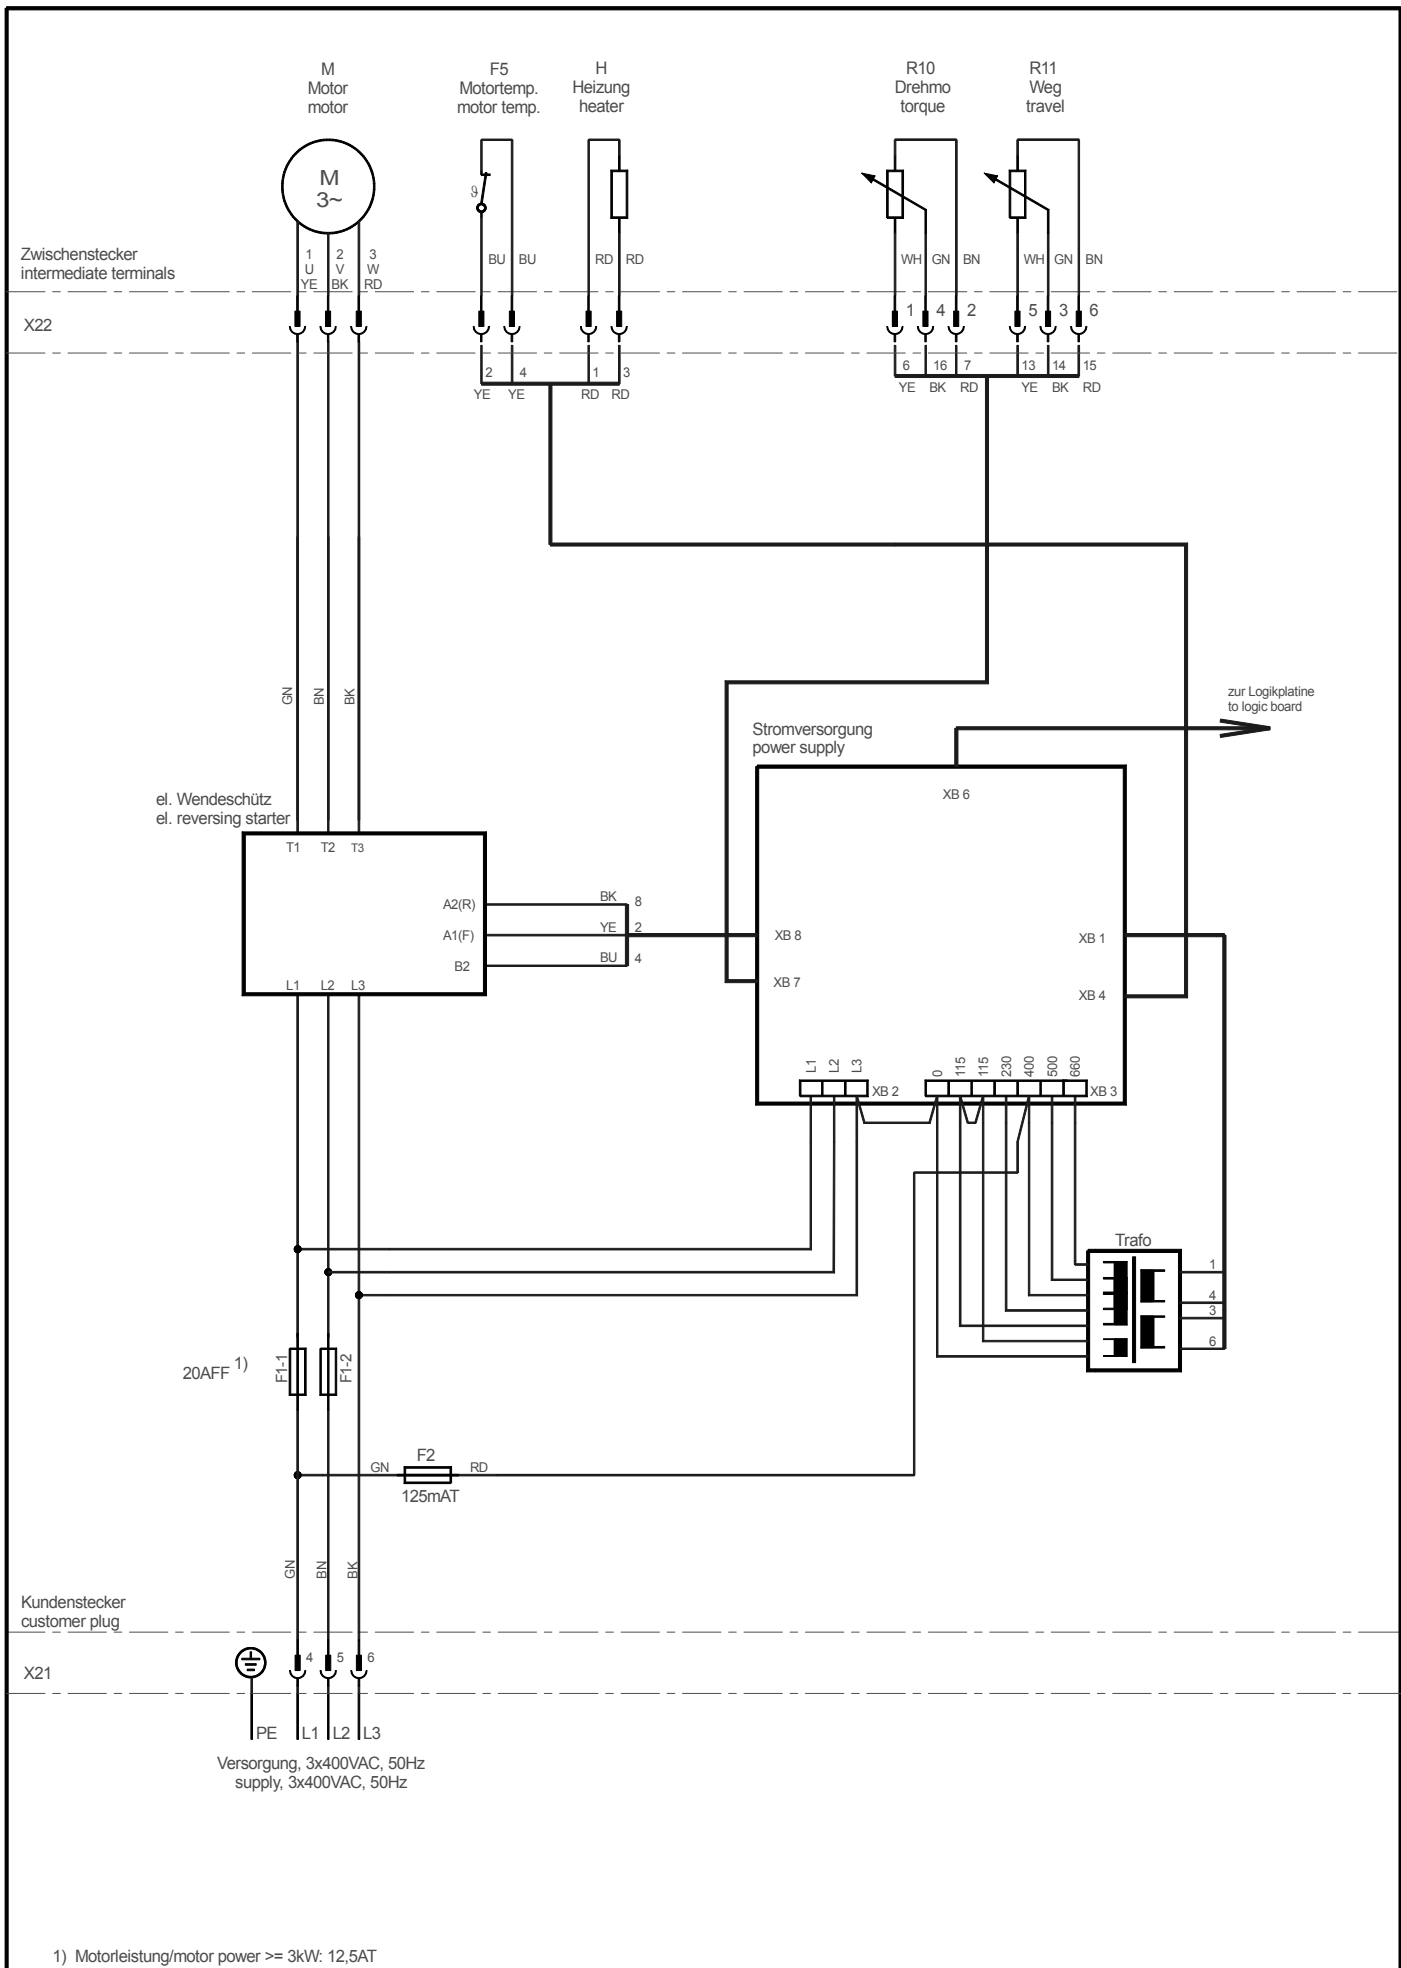 M
Motor
motor
F5
Motortemp.
motor temp.
H
Heizung
heater
R10
Drehmo
torque
R11
Weg
travel
M
3~
ϑ
Zwischenstecker
intermediate terminals
1 2 3
U V W
YE BK RD
BU BU RD RD
WH GN BN WH GN BN
X22
1 4 2 5 3 6
2 4 1 3
YE YE RD RD
6 16 7 13 14 15
YE BK RD YE BK RD
GN BN BK
zur Logikplatine
to logic board
Stromversorgung
power supply
XB 6
el. Wendeschütz
el. reversing starter
T1 T2 T3
A2(R) BK 8
A1(F) YE 2
B2 BU 4
L1 L2 L3
XB 8
XB 7
XB 1
XB 4
L1 L2 L3 XB 2
0 115 115 230 400 500 660 XB 3
Trafo
1
4
3
6
20AFF 1)
F1-1 F1-2
F2
GN RD
125mAT
GN BN BK
Kundenstecker
customer plug
X21
4 5 6
PE L1 L2 L3
Versorgung, 3x400VAC, 50Hz
supply, 3x400VAC, 50Hz
1) Motorleistung/motor power >= 3kW: 12,5AT